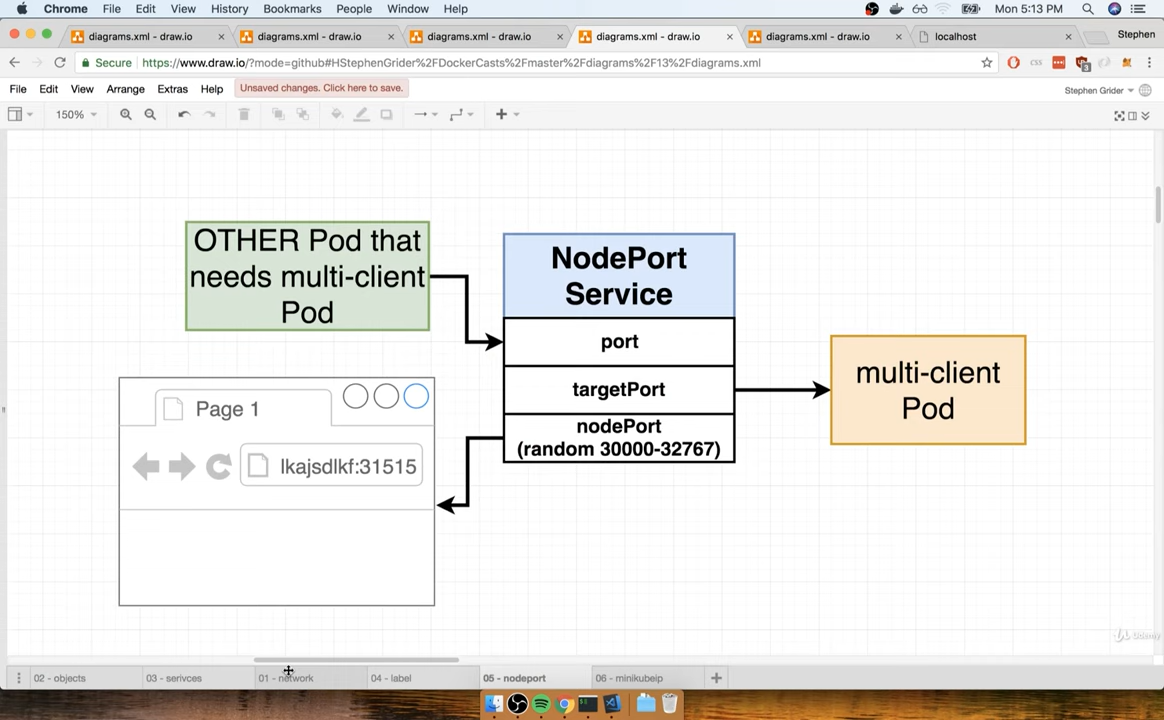 Chrome File Edit View History Bookmarks People Window Help Mon 5:13 PM
diagrams.xml - draw.io diagrams.xml - draw.io diagrams.xml - draw.io diagrams.xml - draw.io diagrams.xml - draw.io localhost Stephen
Secure https://www.draw.io/?mode=github#HStephenGrider%2FDockerCasts%2Fmaster%2Fdiagrams%2F13%2Fdiagrams.xml CSS 3
File Edit View Arrange Extras Help Unsaved changes. Click here to save. Stephen Grider
150%
OTHER Pod that
needs multi-client
Pod
NodePort
Service
port
targetPort
nodePort
(random 30000-32767)
multi-client
Pod
Page 1
lkajsdlkf:31515
Udemy
02 - objects 03 - serivces 01 - network 04 - label 05 - nodeport 06 - minikubeip